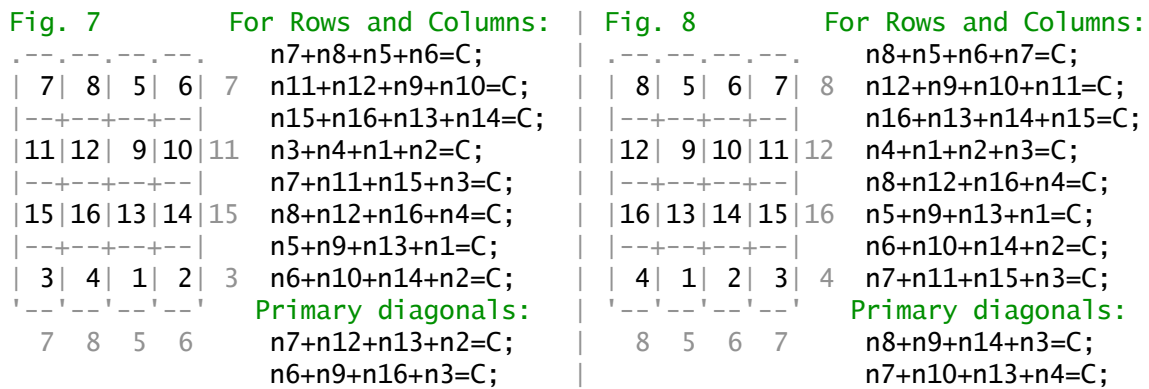 Fig. 7           For Rows and Columns: | Fig. 8           For Rows and Columns:
.--.--.--.--.    n7+n8+n5+n6=C;        | .--.--.--.--.    n8+n5+n6+n7=C;
| 7| 8| 5| 6| 7  n11+n12+n9+n10=C;     | | 8| 5| 6| 7| 8  n12+n9+n10+n11=C;
|--+--+--+--|    n15+n16+n13+n14=C;    | |--+--+--+--|    n16+n13+n14+n15=C;
|11|12| 9|10|11  n3+n4+n1+n2=C;        | |12| 9|10|11|12  n4+n1+n2+n3=C;
|--+--+--+--|    n7+n11+n15+n3=C;      | |--+--+--+--|    n8+n12+n16+n4=C;
|15|16|13|14|15  n8+n12+n16+n4=C;      | |16|13|14|15|16  n5+n9+n13+n1=C;
|--+--+--+--|    n5+n9+n13+n1=C;       | |--+--+--+--|    n6+n10+n14+n2=C;
| 3| 4| 1| 2| 3  n6+n10+n14+n2=C;      | | 4| 1| 2| 3| 4  n7+n11+n15+n3=C;
'--'--'--'--'   Primary diagonals:     | '--'--'--'--'   Primary diagonals:
  7  8  5  6     n7+n12+n13+n2=C;      |   8  5  6  7     n8+n9+n14+n3=C;
                 n6+n9+n16+n3=C;       |                  n7+n10+n13+n4=C;